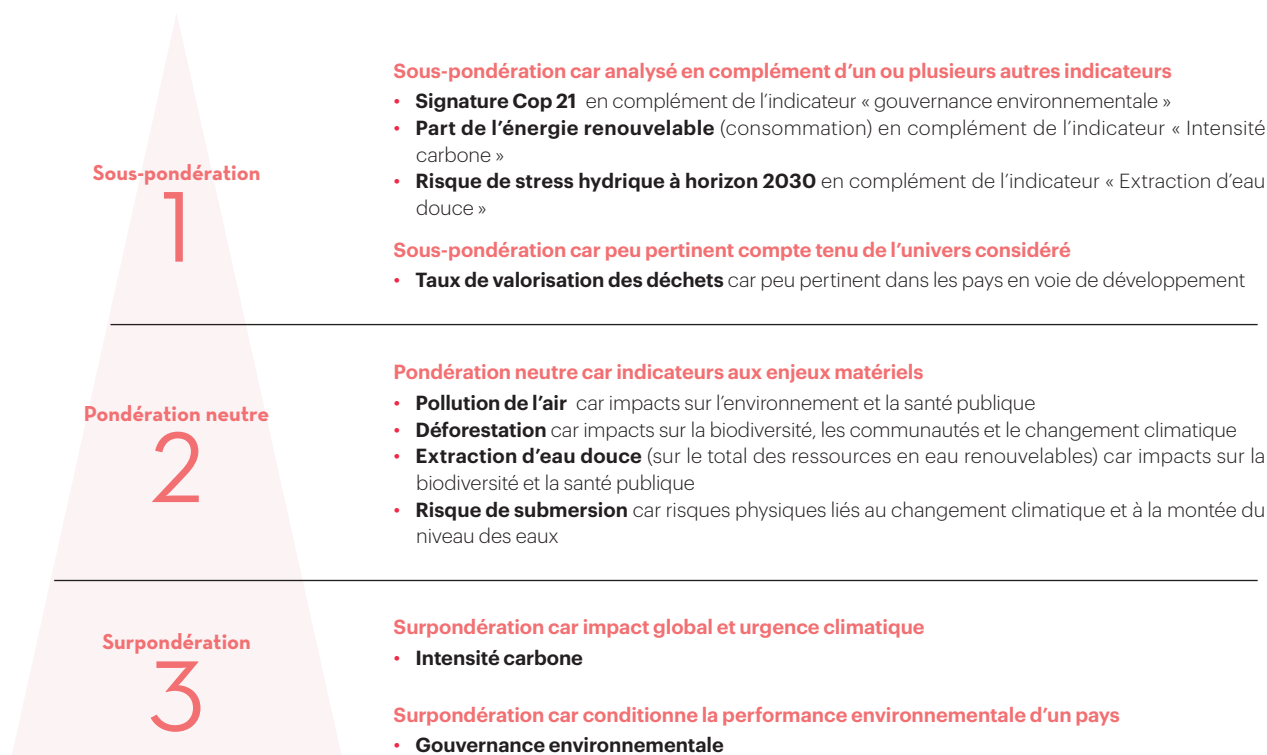 Sous-pondération car analysé en complément d'un ou plusieurs autres indicateurs
• Signature Cop 21 en complément de l'indicateur « gouvernance environnementale »
• Part de l'énergie renouvelable (consommation) en complément de l'indicateur « Intensité
carbone »
• Risque de stress hydrique à horizon 2030 en complément de l'indicateur « Extraction d'eau
douce »
Sous-pondération
1
Sous-pondération car peu pertinent compte tenu de l'univers considéré
• Taux de valorisation des déchets car peu pertinent dans les pays en voie de développement
Pondération neutre car indicateurs aux enjeux matériels
• Pollution de l'air car impacts sur l'environnement et la santé publique
• Déforestation car impacts sur la biodiversité, les communautés et le changement climatique
• Extraction d'eau douce (sur le total des ressources en eau renouvelables) car impacts sur la
biodiversité et la santé publique
• Risque de submersion car risques physiques liés au changement climatique et à la montée du
niveau des eaux
Pondération neutre
2
Surpondération car impact global et urgence climatique
• Intensité carbone
Surpondération
3
Surpondération car conditionne la performance environnementale d'un pays
• Gouvernance environnementale